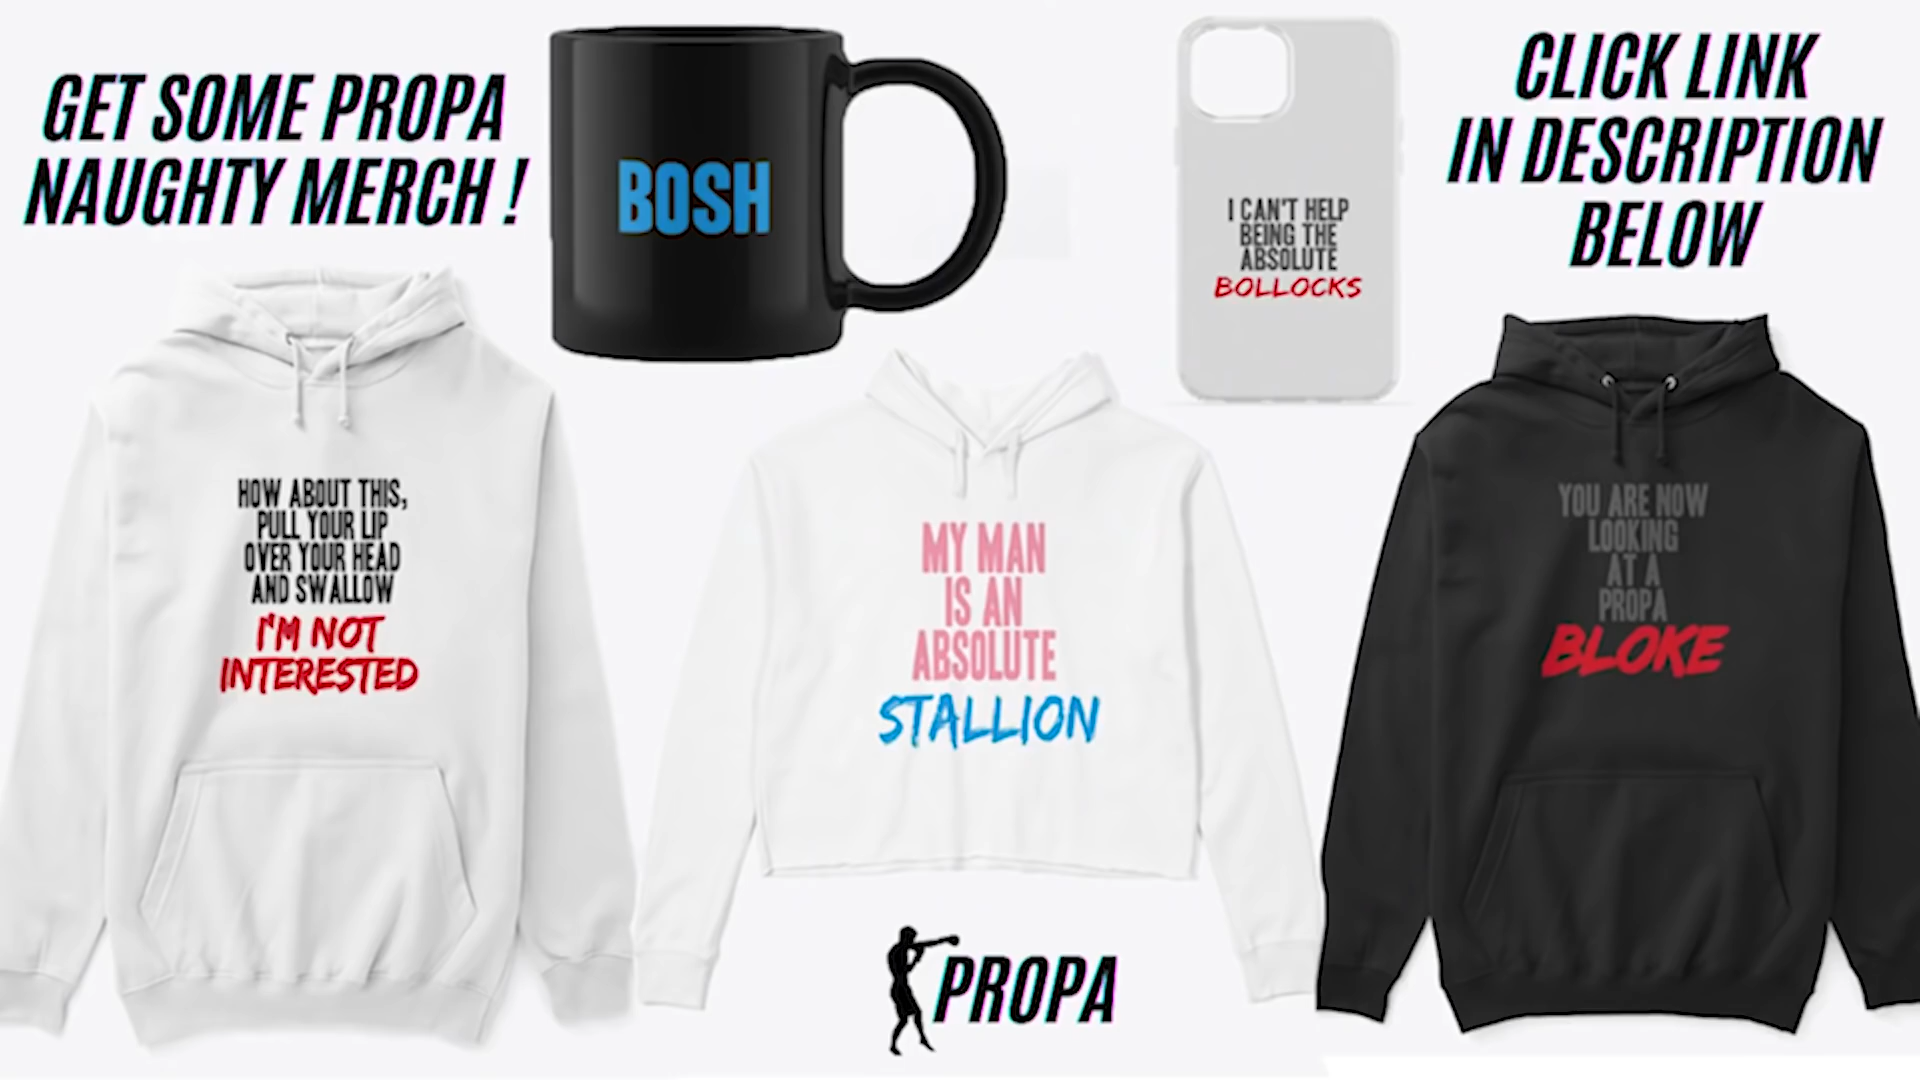 GET SOME PROPA
NAUGHTY MERCH !
BOSH
I CAN'T HELP
BEING THE
ABSOLUTE
BOLLOCKS
CLICK LINK
IN DESCRIPTION
BELOW
HOW ABOUT THIS,
PULL YOUR LIP
OVER YOUR HEAD
AND SWALLOW
I'M NOT
INTERESTED
MY MAN
IS AN
ABSOLUTE
STALLION
YOU ARE NOW
LOOKING
AT A
PROPA
BLOKE
PROPA